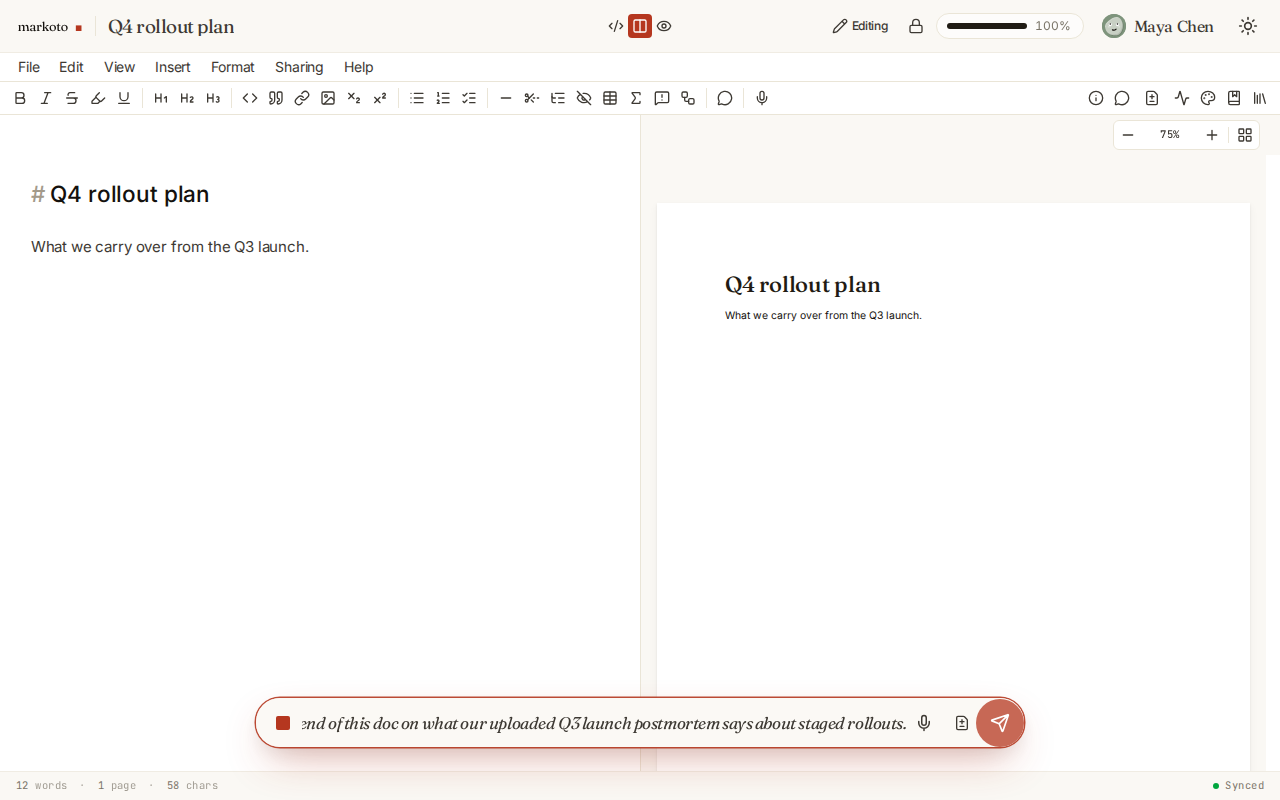 markoto
Q4 rollout plan
Editing
100%
Maya Chen
File Edit View Insert Format Sharing Help
H1 H2 H3
75%
# Q4 rollout plan
What we carry over from the Q3 launch.
Q4 rollout plan
What we carry over from the Q3 launch.
end of this doc on what our uploaded Q3 launch postmortem says about staged rollouts.
12 words · 1 page · 58 chars
Synced